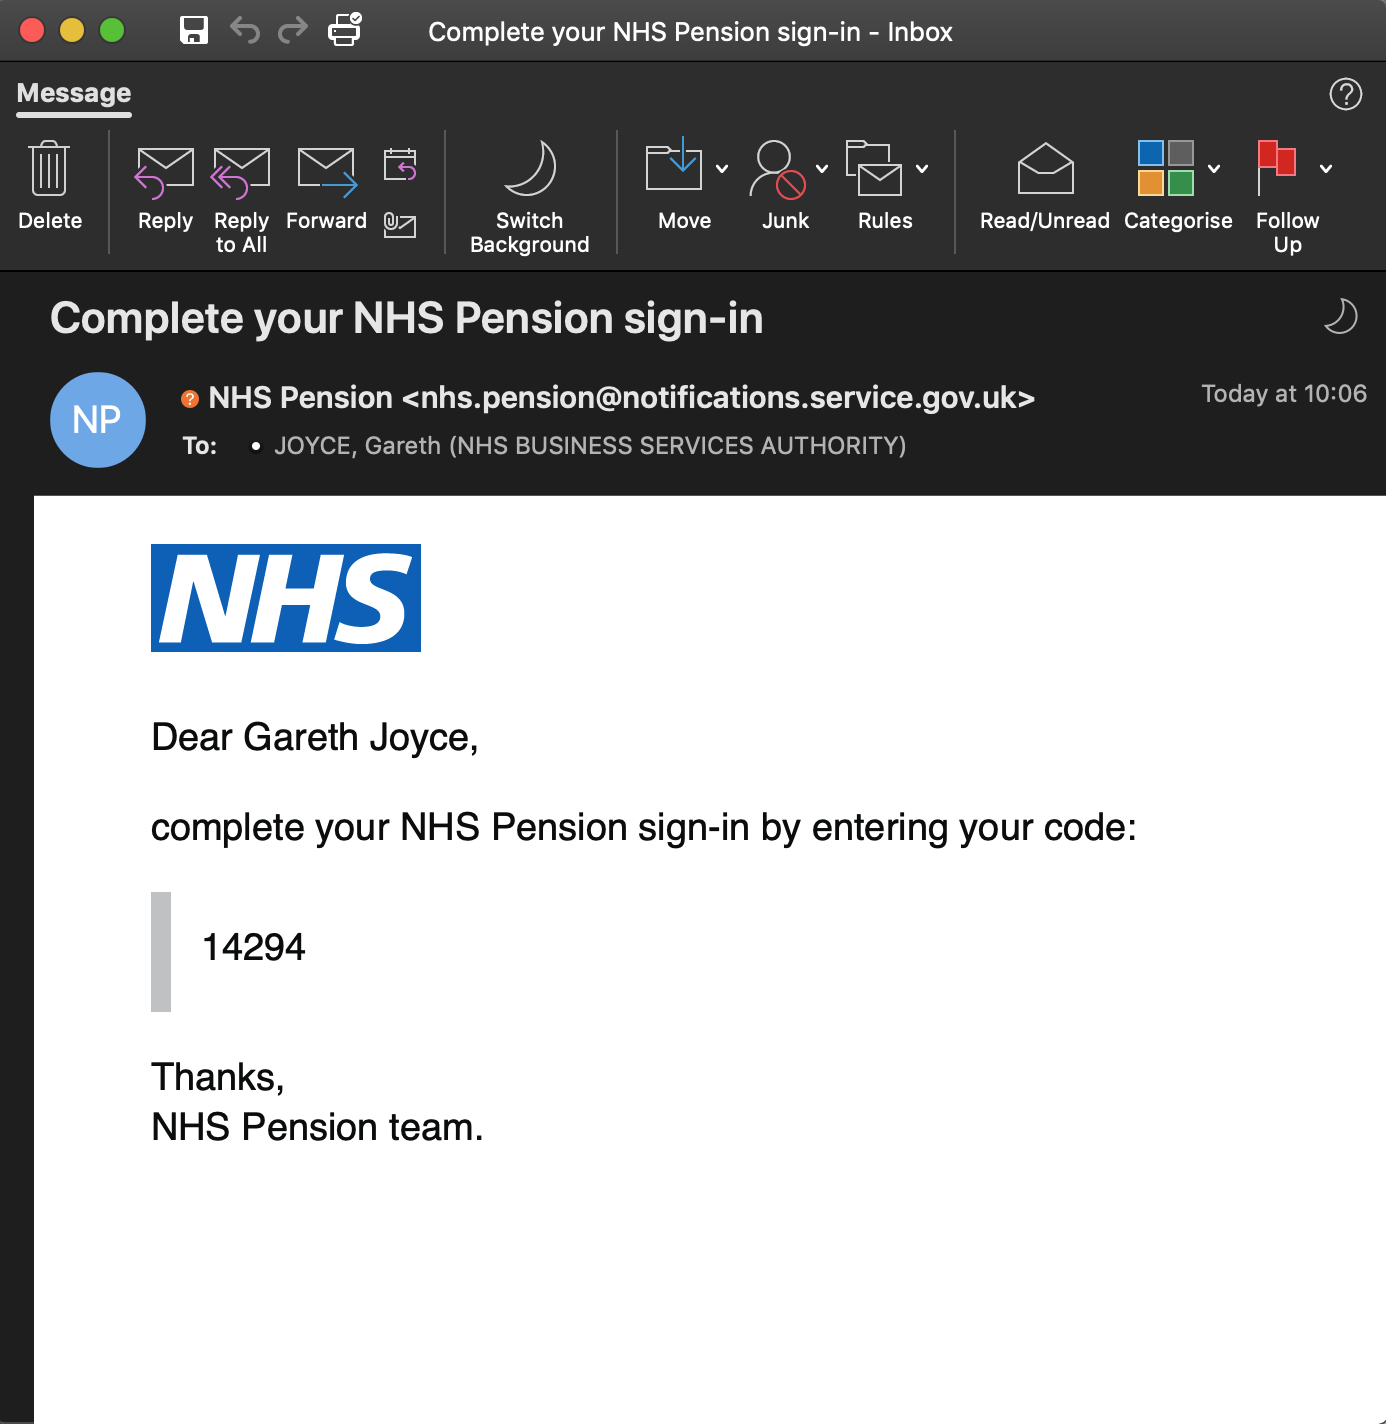 Complete your NHS Pension sign-in - Inbox
Message
?
Delete
Reply
Reply to All
Forward
Switch Background
Move
Junk
Rules
Read/Unread
Categorise
Follow Up
Complete your NHS Pension sign-in
NP
? NHS Pension <nhs.pension@notifications.service.gov.uk>
Today at 10:06
To: • JOYCE, Gareth (NHS BUSINESS SERVICES AUTHORITY)
NHS
Dear Gareth Joyce,
complete your NHS Pension sign-in by entering your code:
14294
Thanks,
NHS Pension team.